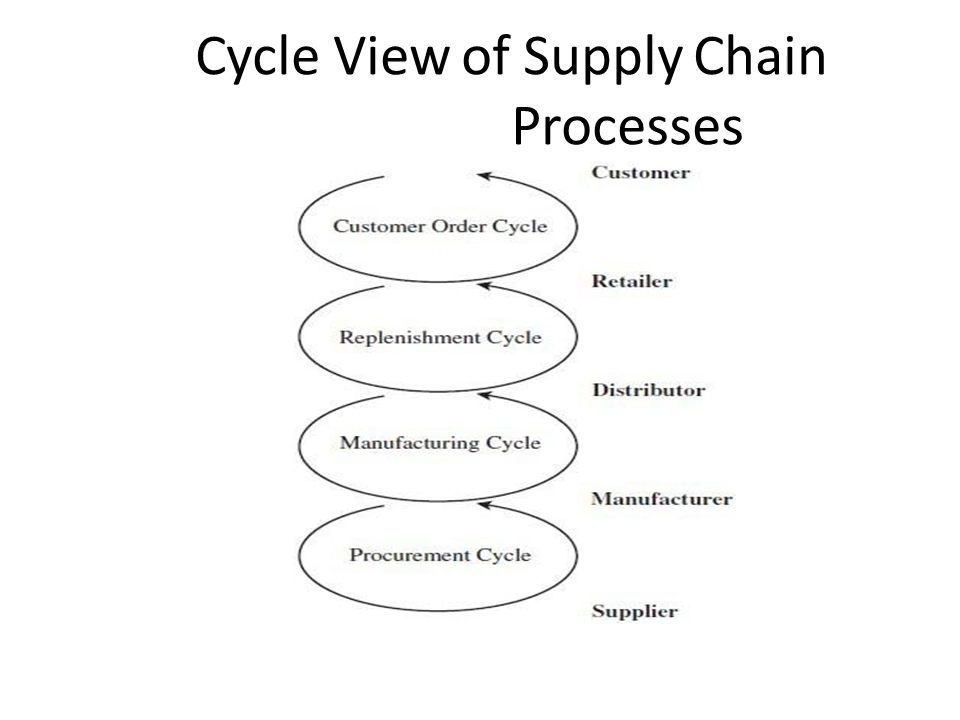 Cycle View of Supply Chain
Processes
Customer
Customer Order Cycle
Retailer
Replenishment Cycle
Distributor
Manufacturing Cycle
Manufacturer
Procurement Cycle
Supplier